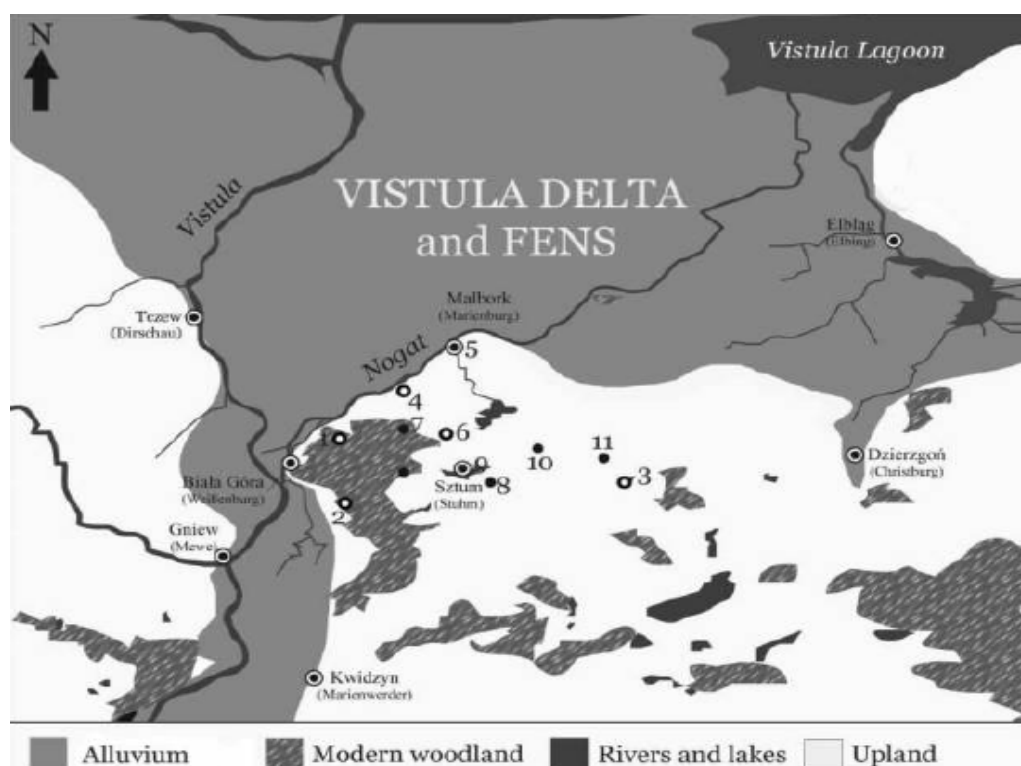 N
Vistula Lagoon
Vistula
VISTULA DELTA
and FENS
Elbląg
(Elbing)
Malbork
(Marienburg)
Tczew
(Dirschau)
Nogat
5
4
7
1
6
11
10
9
3
8
Dzierzgoń
(Christburg)
Biała Góra
(Weißenburg)
Sztum
(Stuhm)
2
Gniew
(Mewe)
Kwidzyn
(Marienwerder)
Alluvium
Modern woodland
Rivers and lakes
Upland